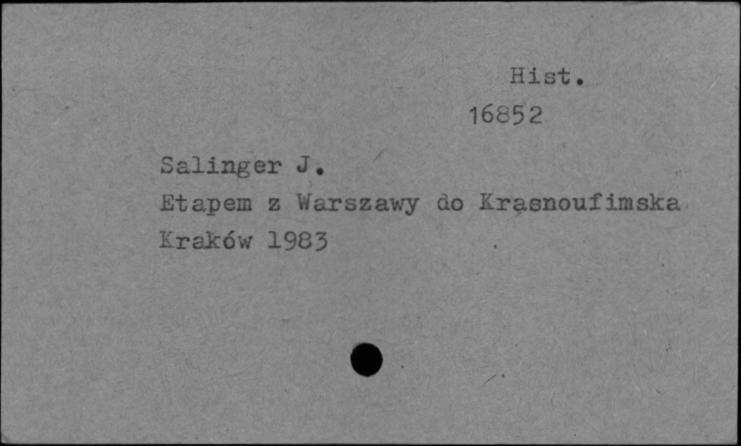 Hist.
16852
Salinger J.
Etapem z Warszawy do Krasnoufimska
Kraków 1983